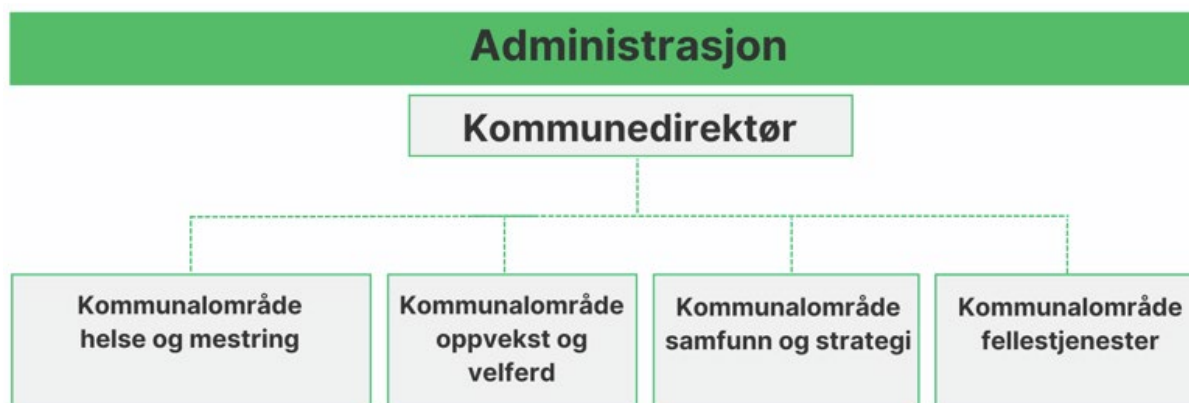 Administrasjon
Kommunedirektør
Kommunalområde
helse og mestring
Kommunalområde
oppvekst og
velferd
Kommunalområde
samfunn og strategi
Kommunalområde
fellestjenester